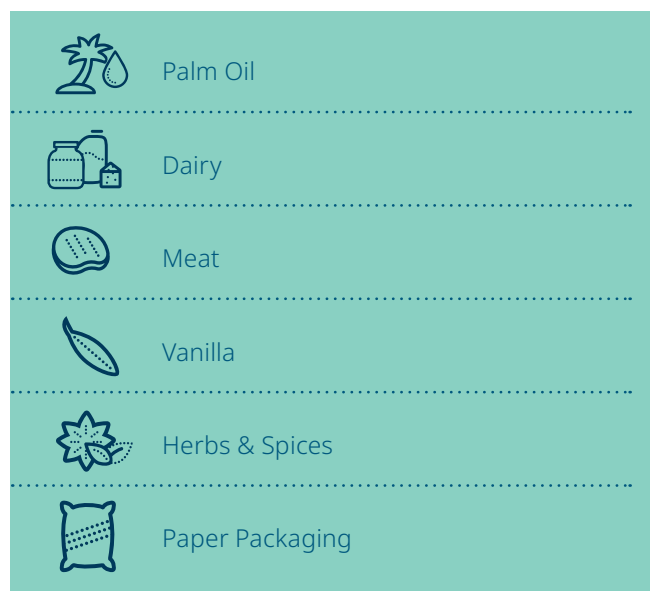 Palm Oil
Dairy
Meat
Vanilla
Herbs & Spices
Paper Packaging